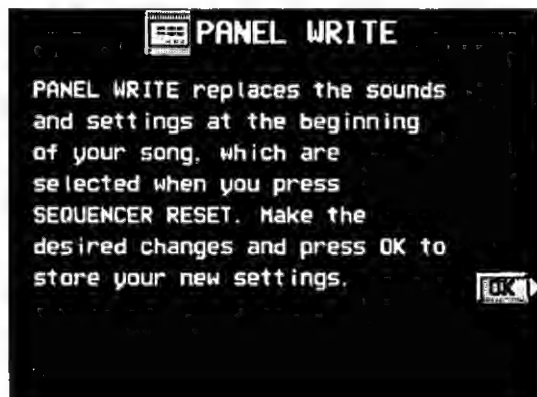 PANEL WRITE
PANEL WRITE replaces the sounds
and settings at the beginning
of your song, which are
selected when you press
SEQUENCER RESET. Make the
desired changes and press OK to
store your new settings.
OK